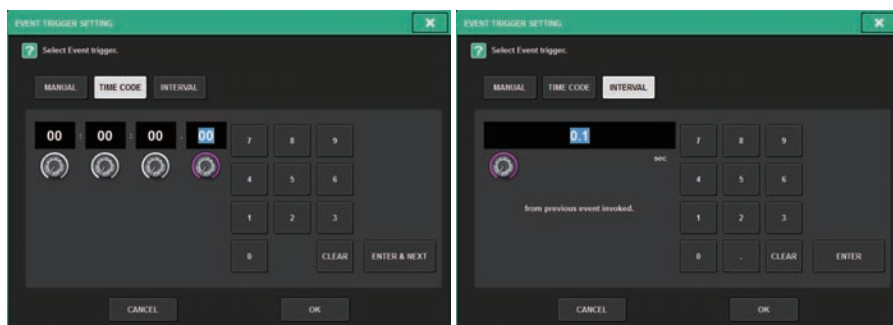 EVENT TRIGGER SETTING
Select Event trigger.
MANUAL TIME CODE INTERVAL
00 : 00 : 00 . 00
7 8 9
4 5 6
1 2 3
0 CLEAR ENTER & NEXT
CANCEL OK
EVENT TRIGGER SETTING
Select Event trigger.
MANUAL TIME CODE INTERVAL
0.1
sec
from previous event invoked.
7 8 9
4 5 6
1 2 3
0 . CLEAR ENTER
CANCEL OK